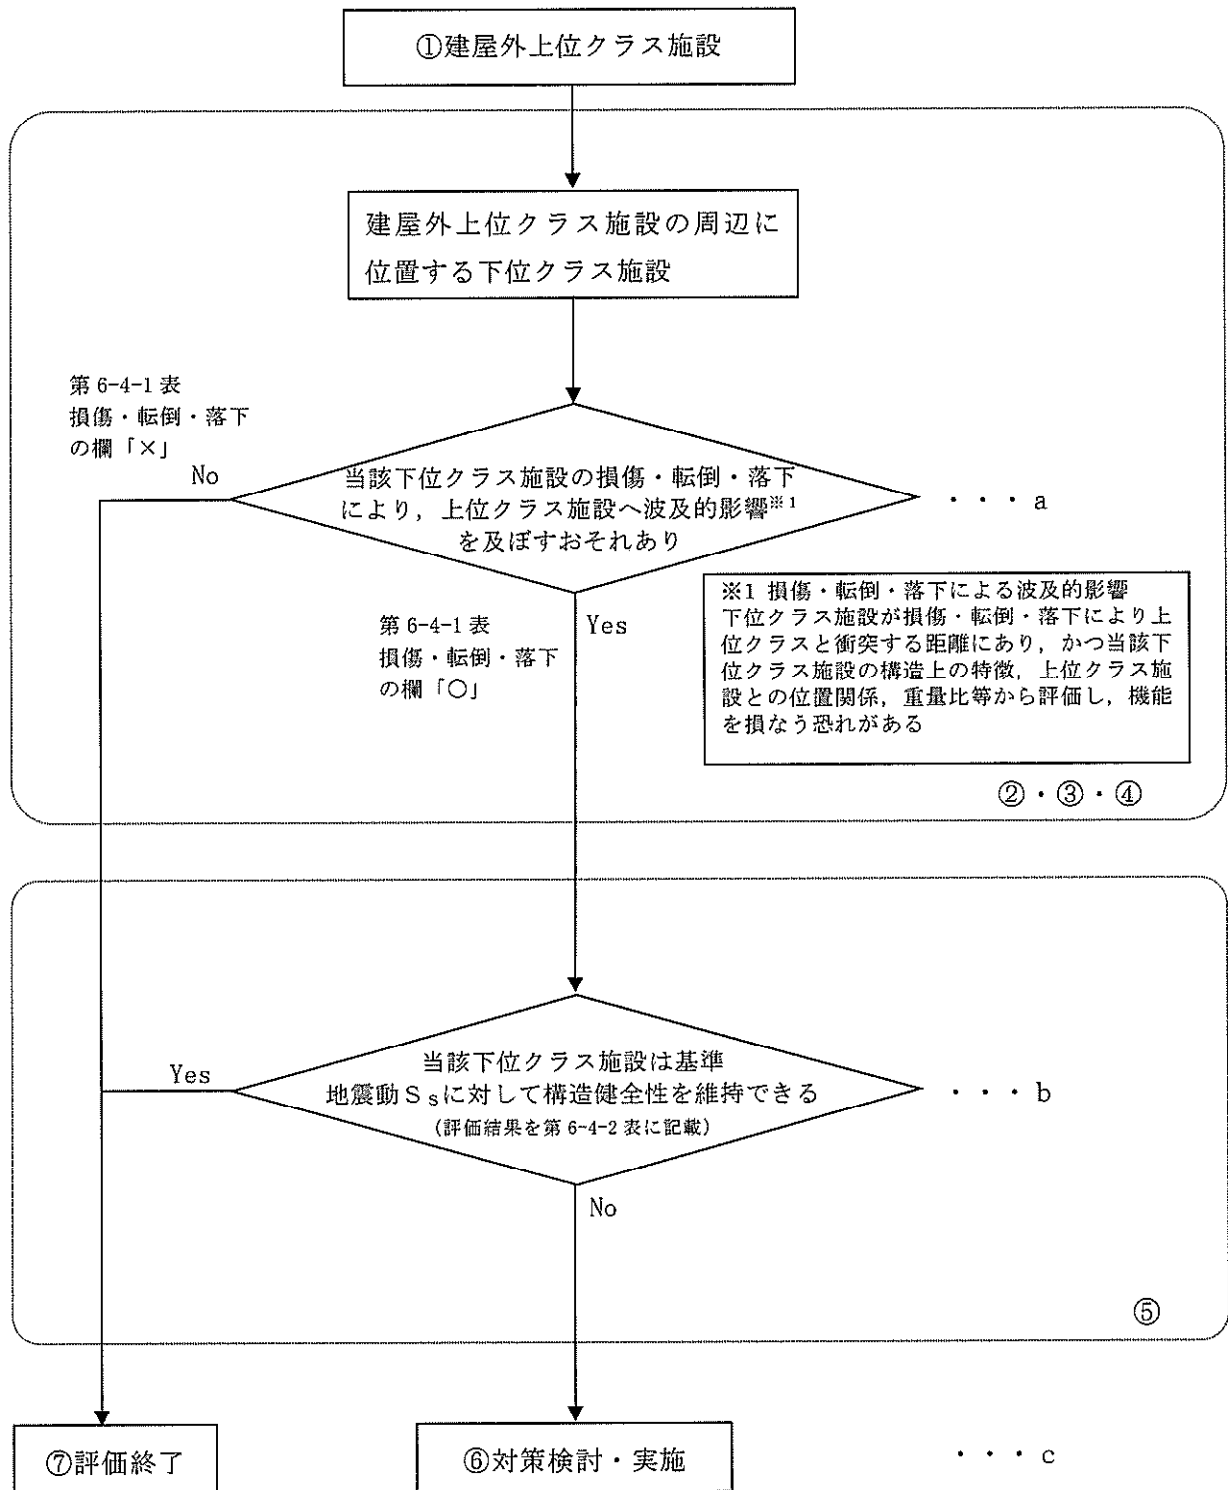 ①建屋外上位クラス施設
建屋外上位クラス施設の周辺に
位置する下位クラス施設
第 6-4-1 表
損傷・転倒・落下
の欄「×」
No
当該下位クラス施設の損傷・転倒・落下
により，上位クラス施設へ波及的影響※1
を及ぼすおそれあり
・・・a
※1 損傷・転倒・落下による波及的影響
下位クラス施設が損傷・転倒・落下により上
位クラスと衝突する距離にあり，かつ当該下
位クラス施設の構造上の特徴，上位クラス施
設との位置関係，重量比等から評価し，機能
を損なう恐れがある
第 6-4-1 表
損傷・転倒・落下
の欄「○」
Yes
②・③・④
Yes
当該下位クラス施設は基準
地震動Ｓsに対して構造健全性を維持できる
(評価結果を第 6-4-2 表に記載)
・・・b
No
⑤
⑦評価終了
⑥対策検討・実施
・・・c